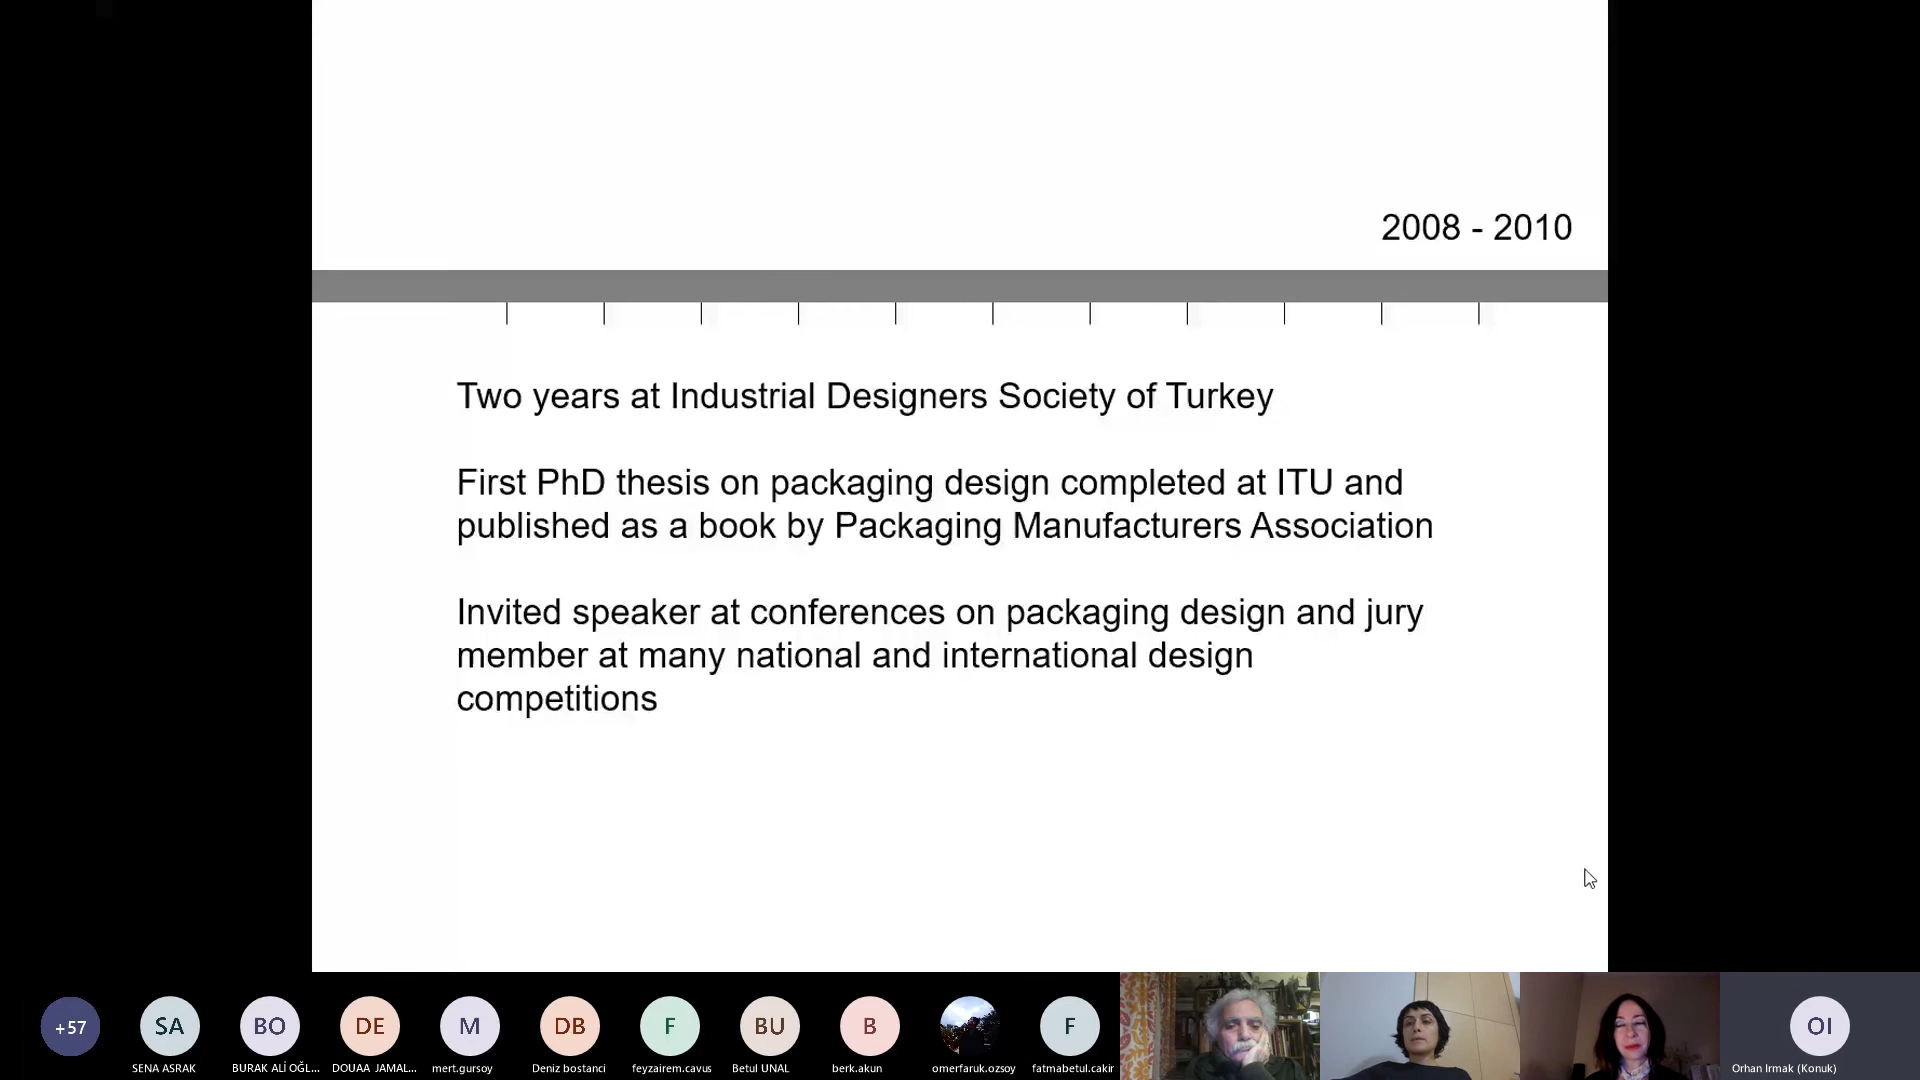 2008 - 2010
Two years at Industrial Designers Society of Turkey
First PhD thesis on packaging design completed at ITU and
published as a book by Packaging Manufacturers Association
Invited speaker at conferences on packaging design and jury
member at many national and international design
competitions
+57
SA
BO
DE
M
DB
F
BU
B
F
OI
SENA ASRAK
BURAK ALİ OĞL...
DOUAA JAMAL...
mert.gursoy
Deniz bostanci
feyzairem.cavus
Betul UNAL
berk.akun
omerfaruk.ozsoy
fatmabetul.cakir
Orhan Irmak (Konuk)